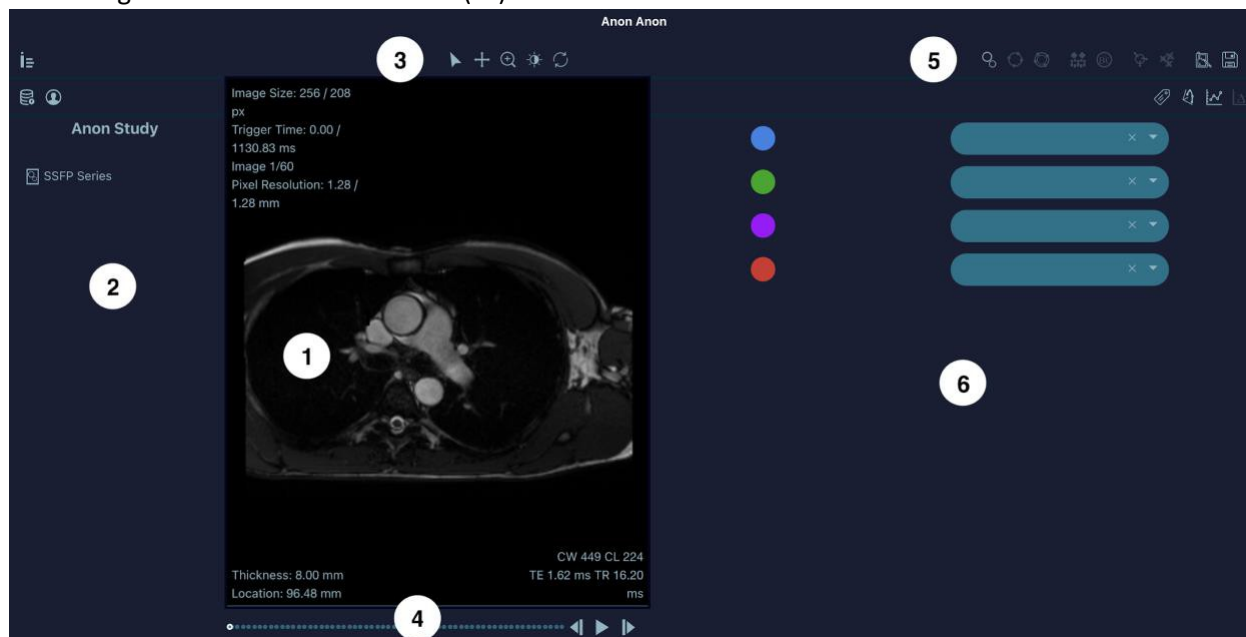 Anon Anon
3
5
Anon Study
SSFP Series
2
Image Size: 256 / 208
px
Trigger Time: 0.00 /
1130.83 ms
Image 1/60
Pixel Resolution: 1.28 /
1.28 mm
1
CW 449 CL 224
Thickness: 8.00 mm
TE 1.62 ms TR 16.20
Location: 96.48 mm
ms
4
6